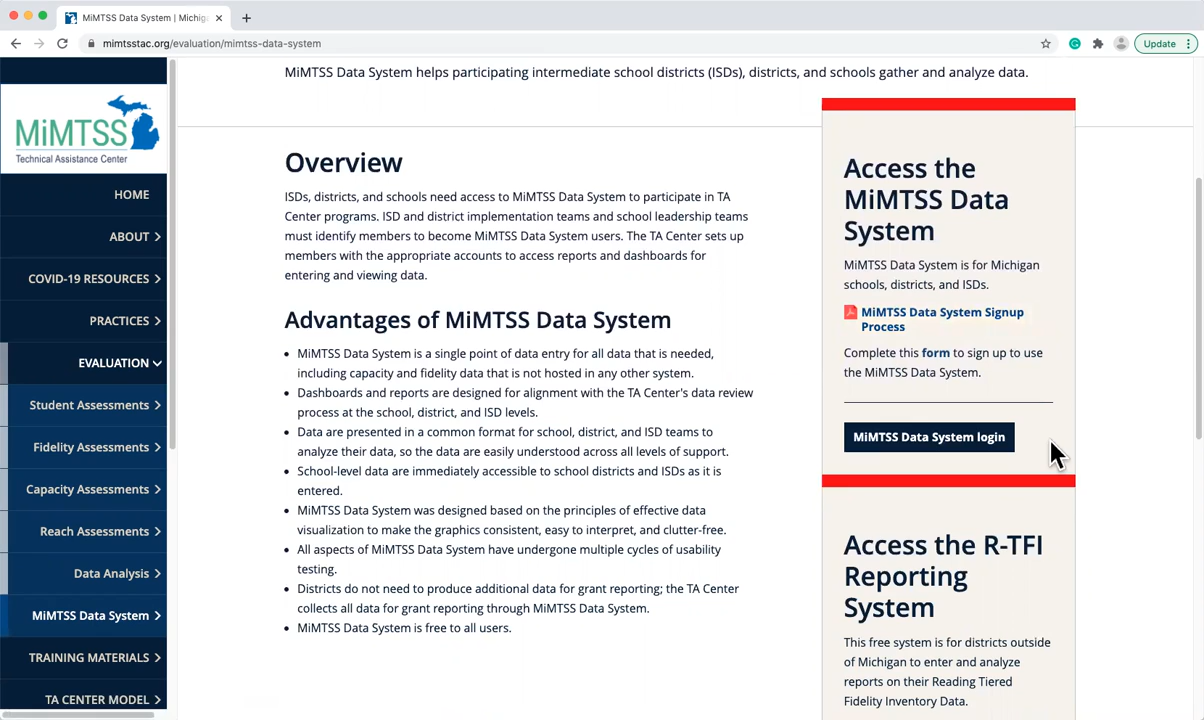 MiMTSS Data System | Michig
mimtsstac.org/evaluation/mimtss-data-system
Update
MiMTSS
Technical Assistance Center
HOME
ABOUT
COVID-19 RESOURCES
PRACTICES
EVALUATION
Student Assessments
Fidelity Assessments
Capacity Assessments
Reach Assessments
Data Analysis
MiMTSS Data System
TRAINING MATERIALS
TA CENTER MODEL
MiMTSS Data System helps participating intermediate school districts (ISDs), districts, and schools gather and analyze data.
Overview
ISDs, districts, and schools need access to MiMTSS Data System to participate in TA
Center programs. ISD and district implementation teams and school leadership teams
must identify members to become MiMTSS Data System users. The TA Center sets up
members with the appropriate accounts to access reports and dashboards for
entering and viewing data.
Advantages of MiMTSS Data System
• MiMTSS Data System is a single point of data entry for all data that is needed,
including capacity and fidelity data that is not hosted in any other system.
• Dashboards and reports are designed for alignment with the TA Center's data review
process at the school, district, and ISD levels.
• Data are presented in a common format for school, district, and ISD teams to
analyze their data, so the data are easily understood across all levels of support.
• School-level data are immediately accessible to school districts and ISDs as it is
entered.
• MiMTSS Data System was designed based on the principles of effective data
visualization to make the graphics consistent, easy to interpret, and clutter-free.
• All aspects of MiMTSS Data System have undergone multiple cycles of usability
testing.
• Districts do not need to produce additional data for grant reporting; the TA Center
collects all data for grant reporting through MiMTSS Data System.
• MiMTSS Data System is free to all users.
Access the
MiMTSS Data
System
MiMTSS Data System is for Michigan
schools, districts, and ISDs.
MiMTSS Data System Signup
Process
Complete this form to sign up to use
the MiMTSS Data System.
MiMTSS Data System login
Access the R-TFI
Reporting
System
This free system is for districts outside
of Michigan to enter and analyze
reports on their Reading Tiered
Fidelity Inventory Data.